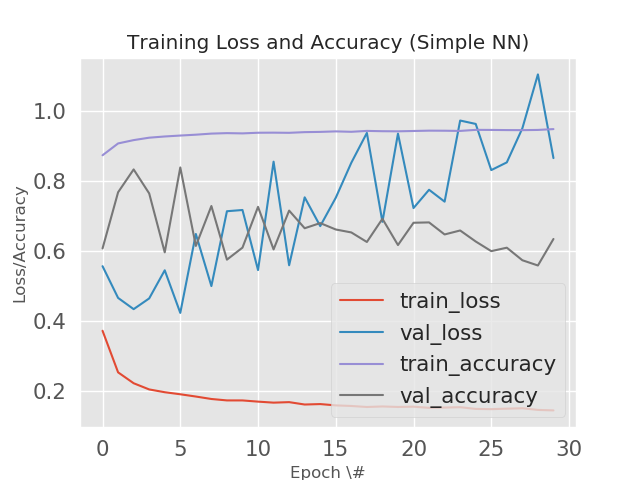 Training Loss and Accuracy (Simple NN)
Loss/Accuracy
1.0
0.8
0.6
0.4
0.2
train_loss
val_loss
train_accuracy
val_accuracy
0 5 10 15 20 25 30
Epoch \#